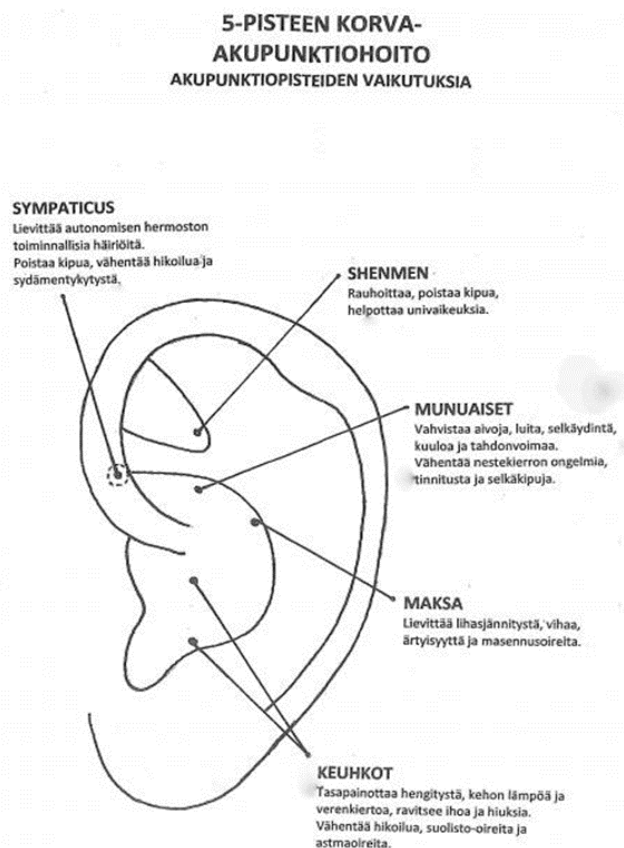 5-PISTEEN KORVA-
AKUPUNKTIOHOITO
AKUPUNKTIOPISTEIDEN VAIKUTUKSIA
SYMPATICUS
Lievittää autonomisen hermoston
toiminnallisia häiriöitä.
Poistaa kipua, vähentää hikoilua ja
sydämentykytystä.
SHENMEN
Rauhoittaa, poistaa kipua,
helpottaa univaikeuksia.
MUNUAISET
Vahvistaa aivoja, luita, selkäydintä,
kuuloa ja tahdonvoimaa.
Vähentää nestekierron ongelmia,
tinnitusta ja selkäkipuja.
MAKSA
Lievittää lihasjännitystä, vihaa,
ärtyisyyttä ja masennusoireita.
KEUHKOT
Tasapainottaa hengitystä, kehon lämpöä ja
verenkiertoa, ravitsee ihoa ja hiuksia.
Vähentää hikoilua, suolisto-oireita ja
astmaoireita.